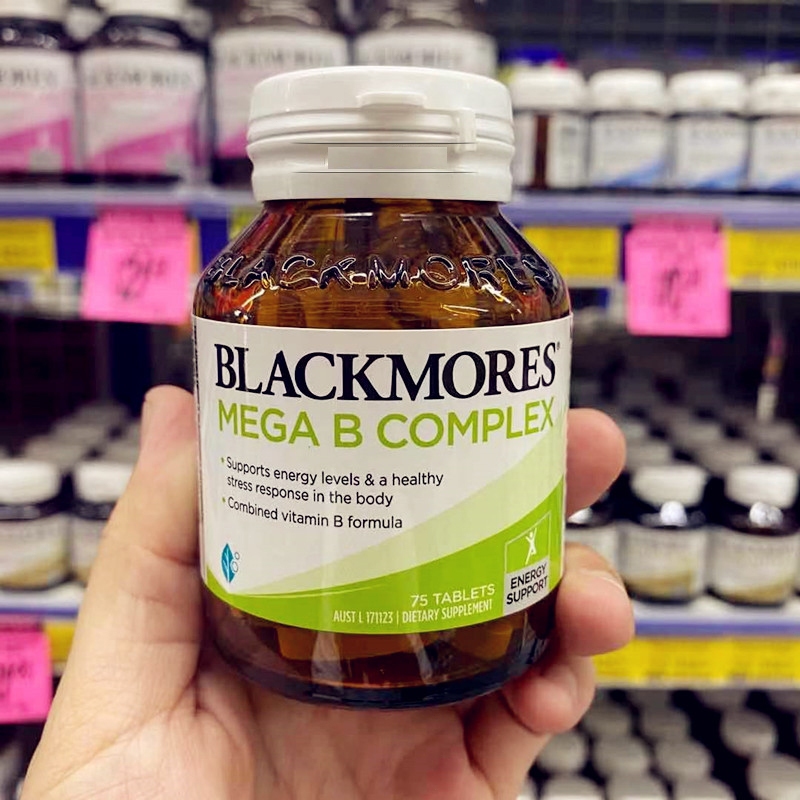 BLACKMORES
BLACKMORES®
MEGA B COMPLEX
• Supports energy levels & a healthy
stress response in the body
• Combined vitamin B formula
75 TABLETS
AUST L 171123 | DIETARY SUPPLEMENT
ENERGY
SUPPORT